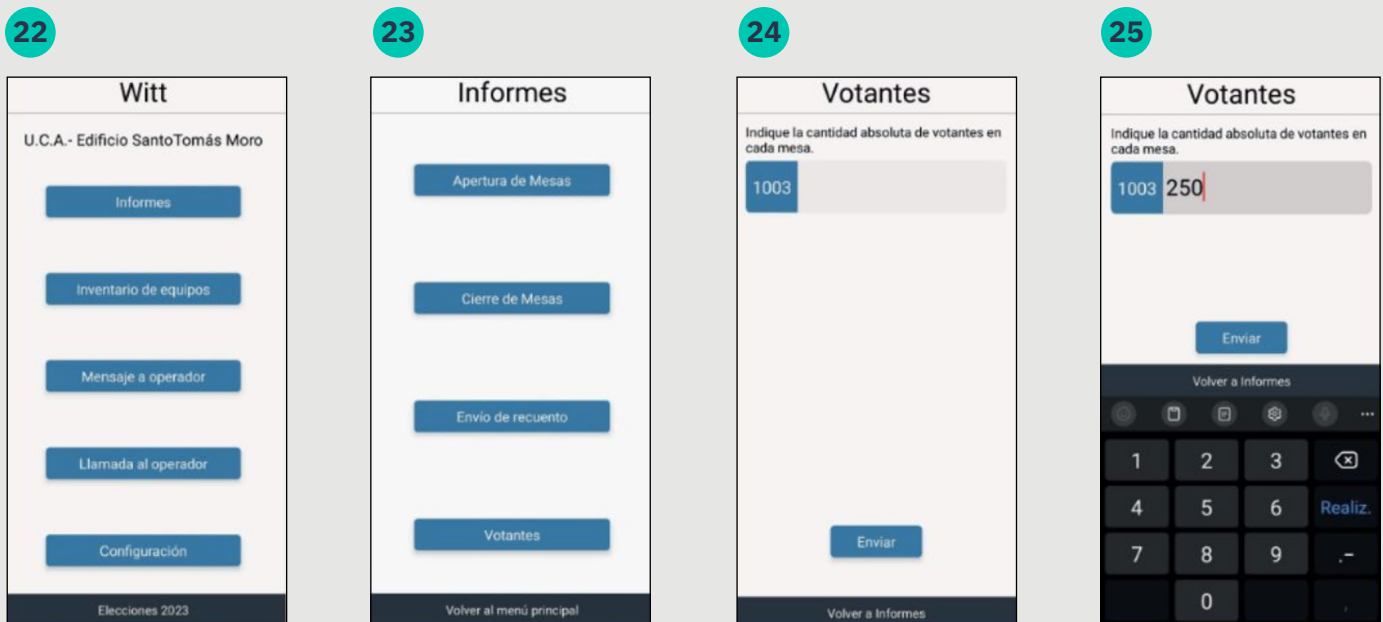 22
Witt
U.C.A.- Edificio SantoTomás Moro
Informes
Inventario de equipos
Mensaje a operador
Llamada al operador
Configuración
Elecciones 2023
23
Informes
Apertura de Mesas
Cierre de Mesas
Envío de recuento
Votantes
Volver al menú principal
24
Votantes
Indique la cantidad absoluta de votantes en
cada mesa.
1003
Enviar
Volver a Informes
25
Votantes
Indique la cantidad absoluta de votantes en
cada mesa.
1003 250
Enviar
Volver a Informes
1 2 3
4 5 6 Realiz.
7 8 9 .-
0 ,